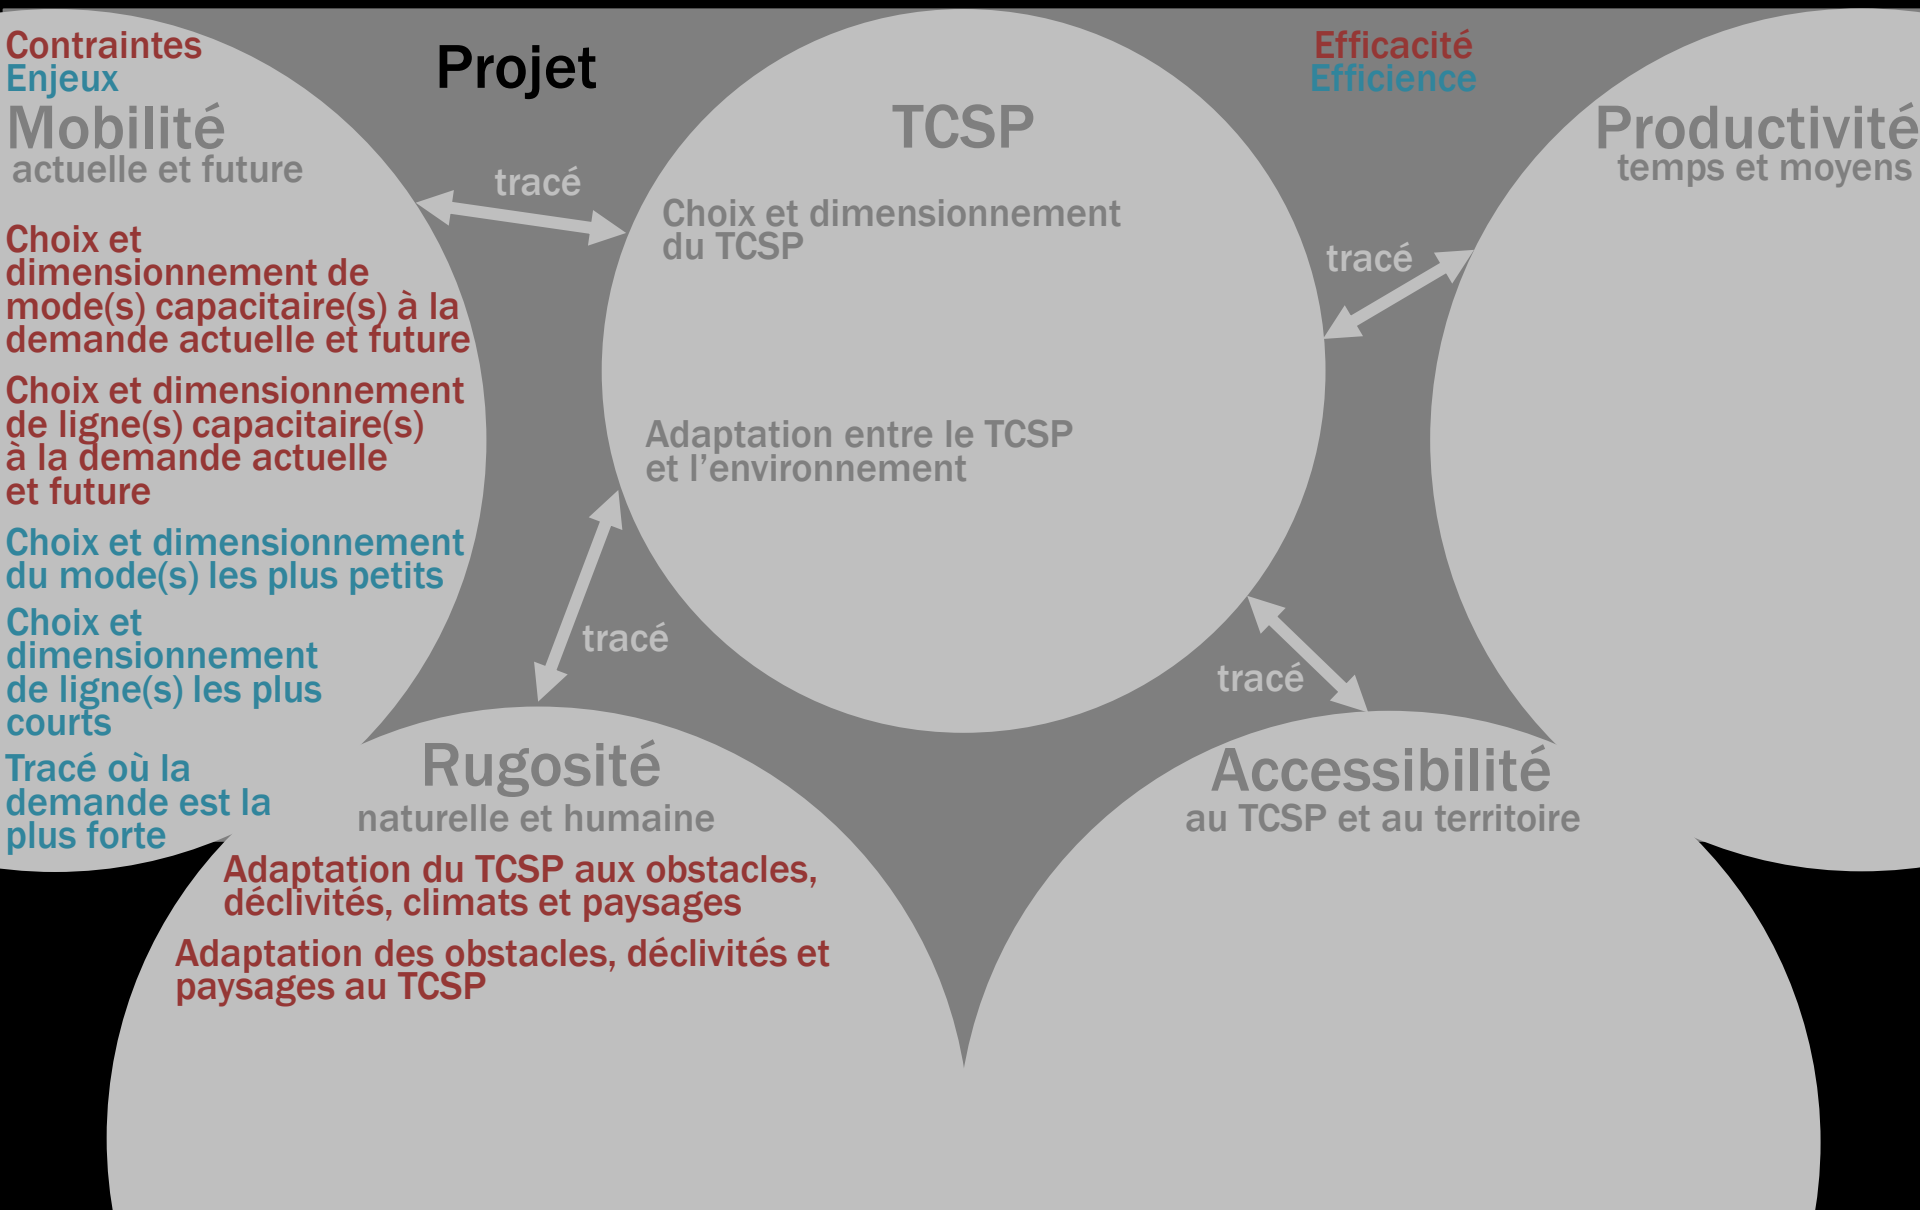 Contraintes
Enjeux
Mobilité
actuelle et future
Choix et
dimensionnement de
mode(s) capacitaire(s) à la
demande actuelle et future
Choix et dimensionnement
de ligne(s) capacitaire(s)
à la demande actuelle
et future
Choix et dimensionnement
du mode(s) les plus petits
Choix et
dimensionnement
de ligne(s) les plus
courts
Tracé où la
demande est la
plus forte
Projet
tracé
TCSP
Choix et dimensionnement
du TCSP
Adaptation entre le TCSP
et l’environnement
Efficacité
Efficience
tracé
Productivité
temps et moyens
tracé
tracé
Rugosité
naturelle et humaine
Adaptation du TCSP aux obstacles,
déclivités, climats et paysages
Adaptation des obstacles, déclivités et
paysages au TCSP
Accessibilité
au TCSP et au territoire